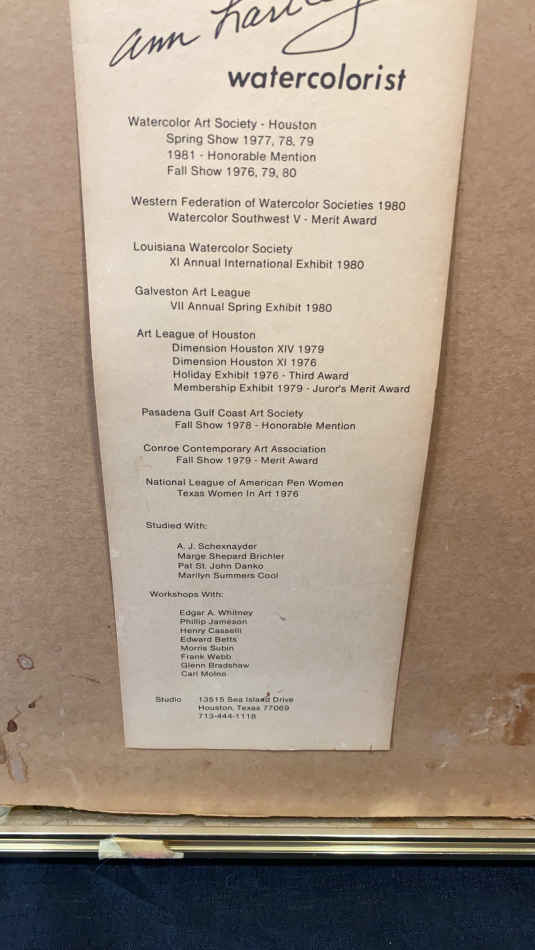 ann Hartley
watercolorist
Watercolor Art Society - Houston
Spring Show 1977, 78, 79
1981 - Honorable Mention
Fall Show 1976, 79, 80
Western Federation of Watercolor Societies 1980
Watercolor Southwest V - Merit Award
Louisiana Watercolor Society
XI Annual International Exhibit 1980
Galveston Art League
VII Annual Spring Exhibit 1980
Art League of Houston
Dimension Houston XIV 1979
Dimension Houston XI 1976
Holiday Exhibit 1976 - Third Award
Membership Exhibit 1979 - Juror's Merit Award
Pasadena Gulf Coast Art Society
Fall Show 1978 - Honorable Mention
Conroe Contemporary Art Association
Fall Show 1979 - Merit Award
National League of American Pen Women
Texas Women In Art 1976
Studied With:
A. J. Schexnayder
Marge Shepard Brichler
Pat St. John Danko
Marilyn Summers Cool
Workshops With:
Edgar A. Whitney
Phillip Jameson
Henry Casselli
Edward Betts
Morris Subin
Frank Webb
Glenn Bradshaw
Carl Molno
Studio 13515 Sea Island Drive
Houston, Texas 77069
713-444-1118